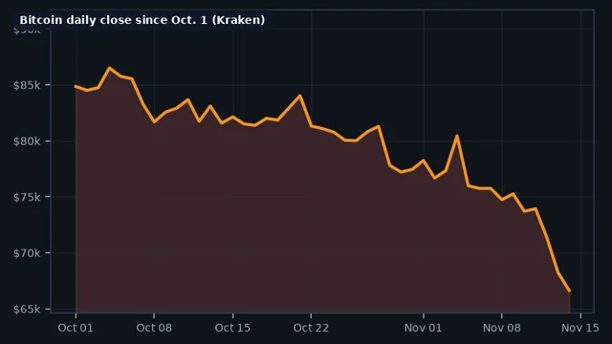 Bitcoin daily close since Oct. 1 (Kraken)
$90k
$85k
$80k
$75k
$70k
$65k
Oct 01 Oct 08 Oct 15 Oct 22 Nov 01 Nov 08 Nov 15